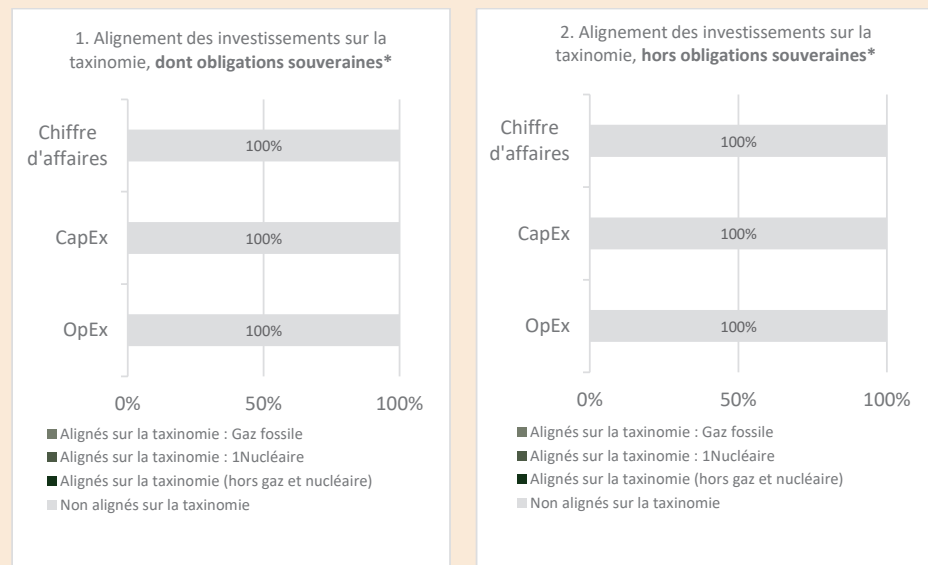 1. Alignement des investissements sur la
taxinomie, dont obligations souveraines*
Chiffre
d'affaires
100%
CapEx
100%
OpEx
100%
0%
50%
100%
Alignés sur la taxinomie : Gaz fossile
Alignés sur la taxinomie : 1Nucléaire
Alignés sur la taxinomie (hors gaz et nucléaire)
Non alignés sur la taxinomie
2. Alignement des investissements sur la
taxinomie, hors obligations souveraines*
Chiffre
d'affaires
100%
CapEx
100%
OpEx
100%
0%
50%
100%
Alignés sur la taxinomie : Gaz fossile
Alignés sur la taxinomie : 1Nucléaire
Alignés sur la taxinomie (hors gaz et nucléaire)
Non alignés sur la taxinomie